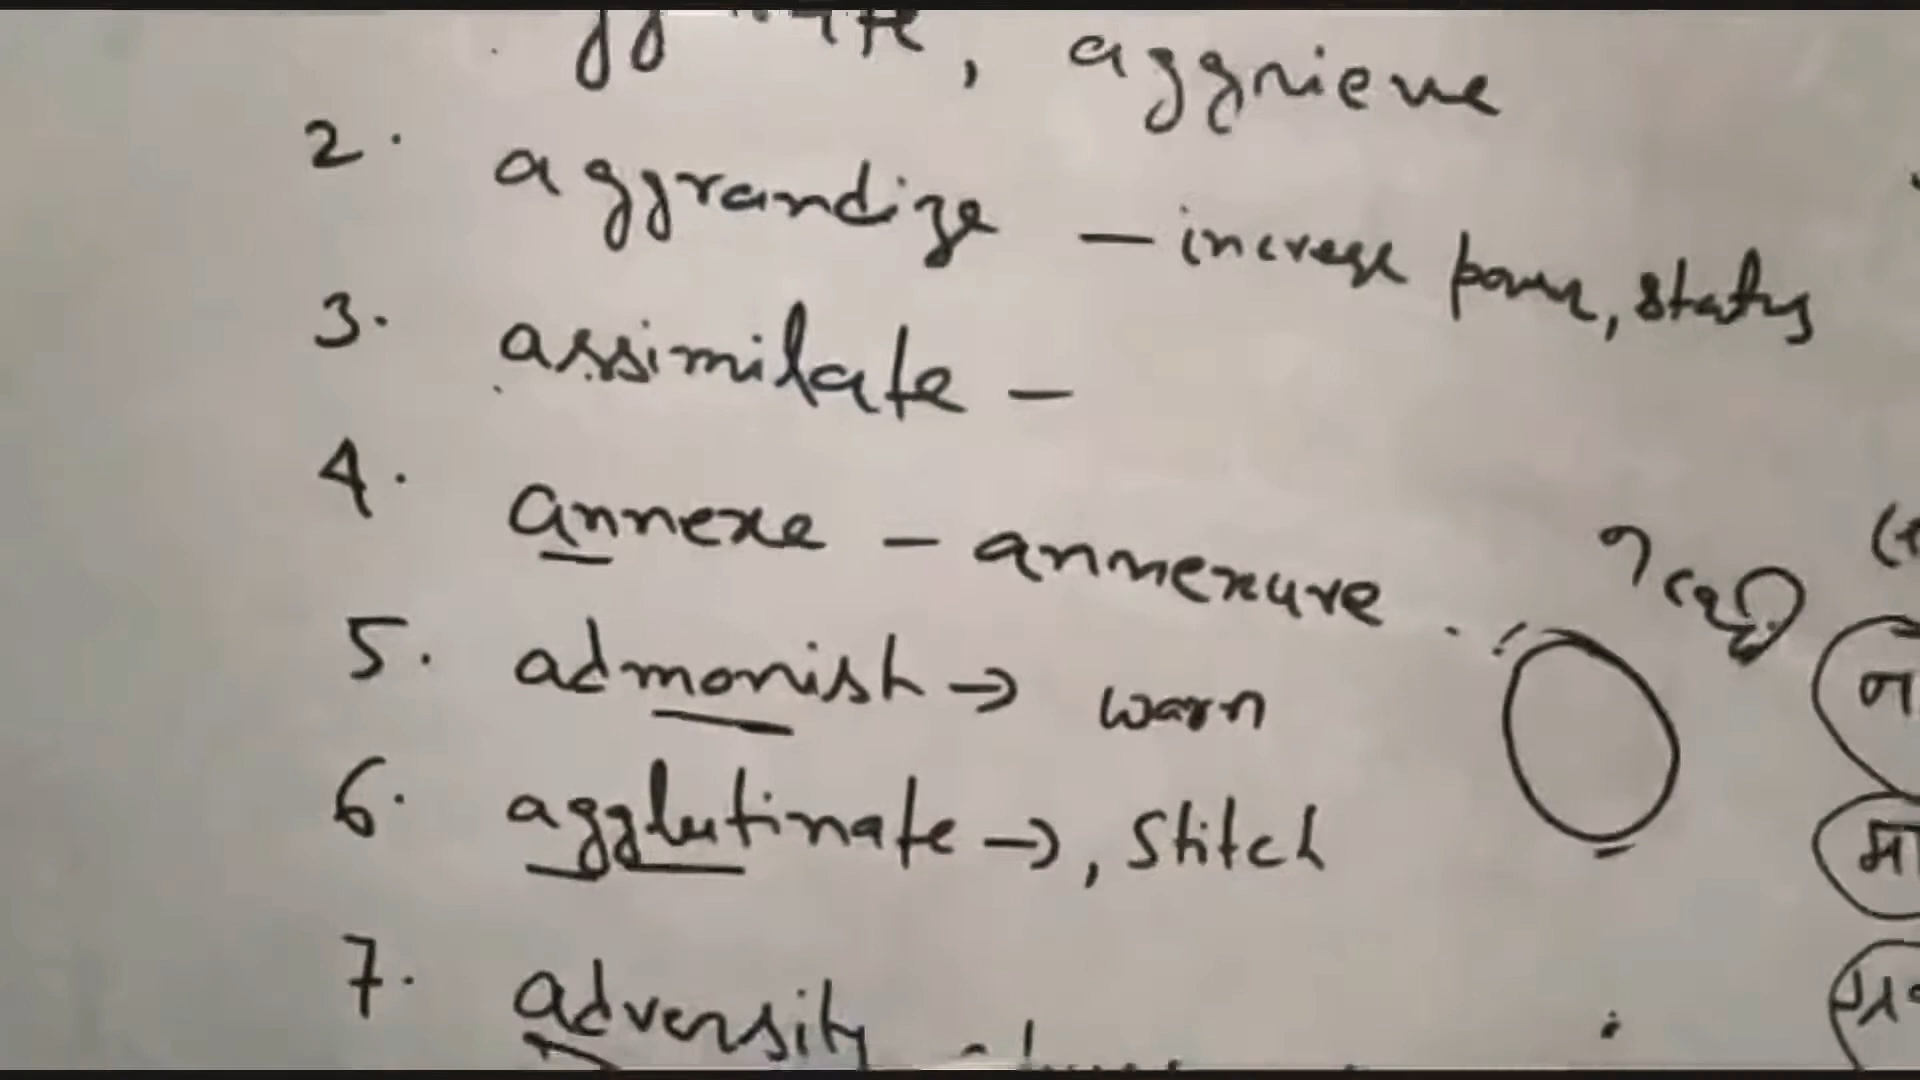 , aggrieve
2. aggrandize – increase power, status
3. assimilate –
4. annexe – annexure
5. admonish → warn
6. agglutinate →, stitch
7. adversity -